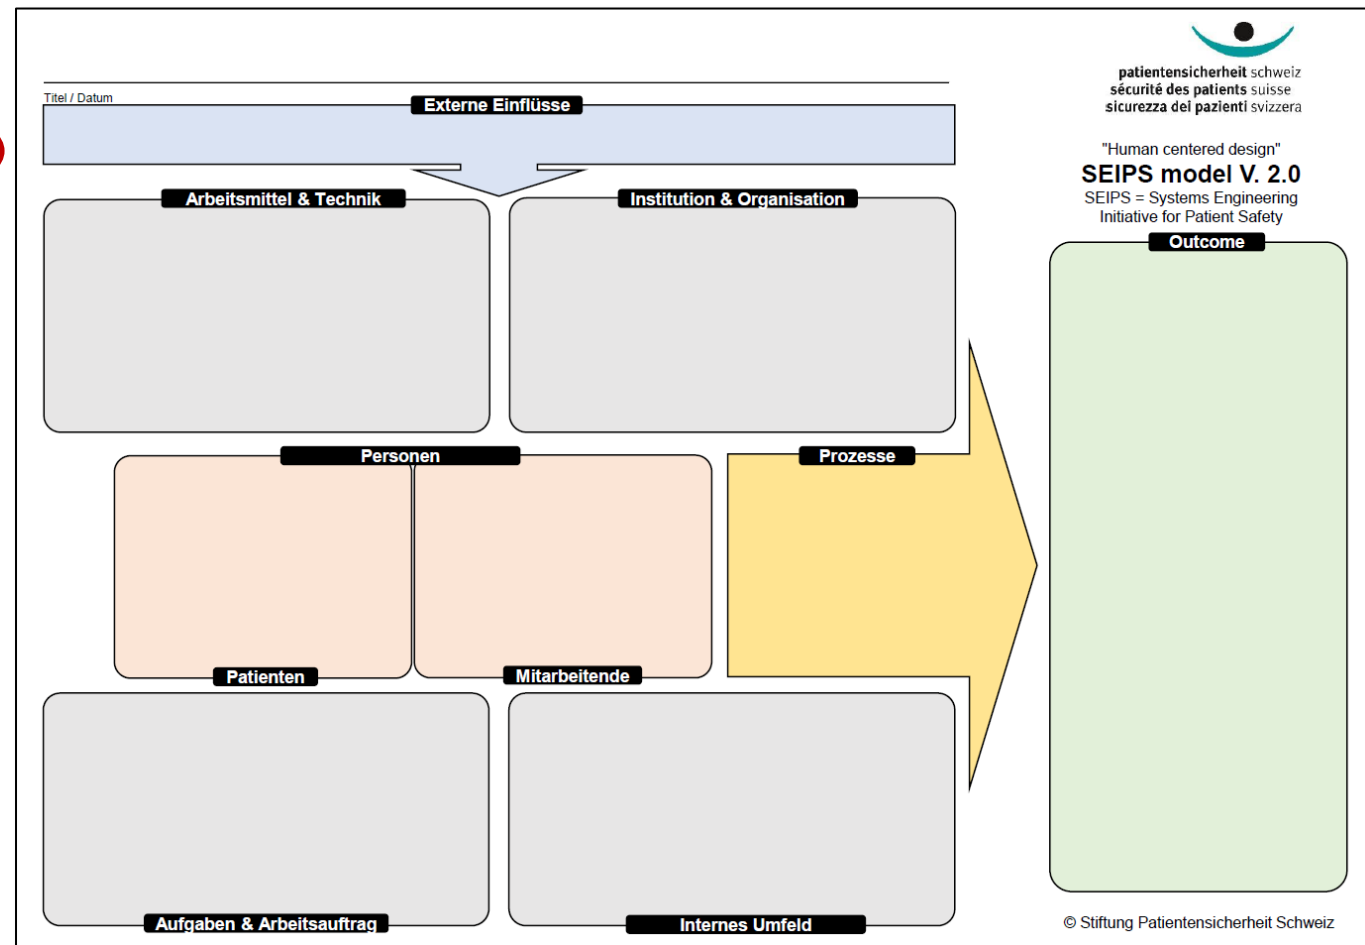 Titel / Datum
Externe Einflüsse
Arbeitsmittel & Technik
Institution & Organisation
Personen
Prozesse
Patienten
Mitarbeitende
Aufgaben & Arbeitsauftrag
Internes Umfeld
patientensicherheit schweiz
sécurité des patients suisse
sicurezza dei pazienti svizzera
"Human centered design"
SEIPS model V. 2.0
SEIPS = Systems Engineering
Initiative for Patient Safety
Outcome
© Stiftung Patientensicherheit Schweiz